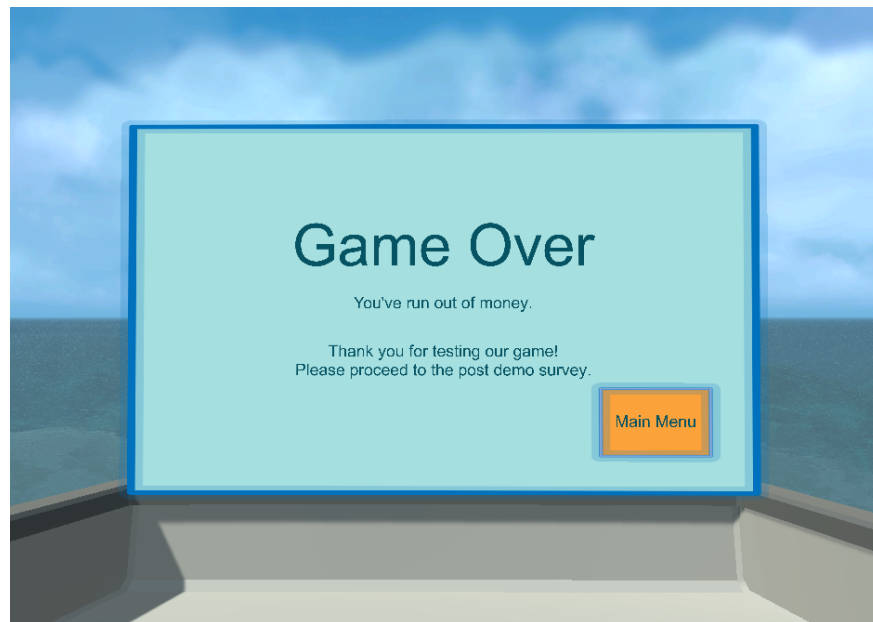 Game Over
You've run out of money.
Thank you for testing our game!
Please proceed to the post demo survey.
Main Menu